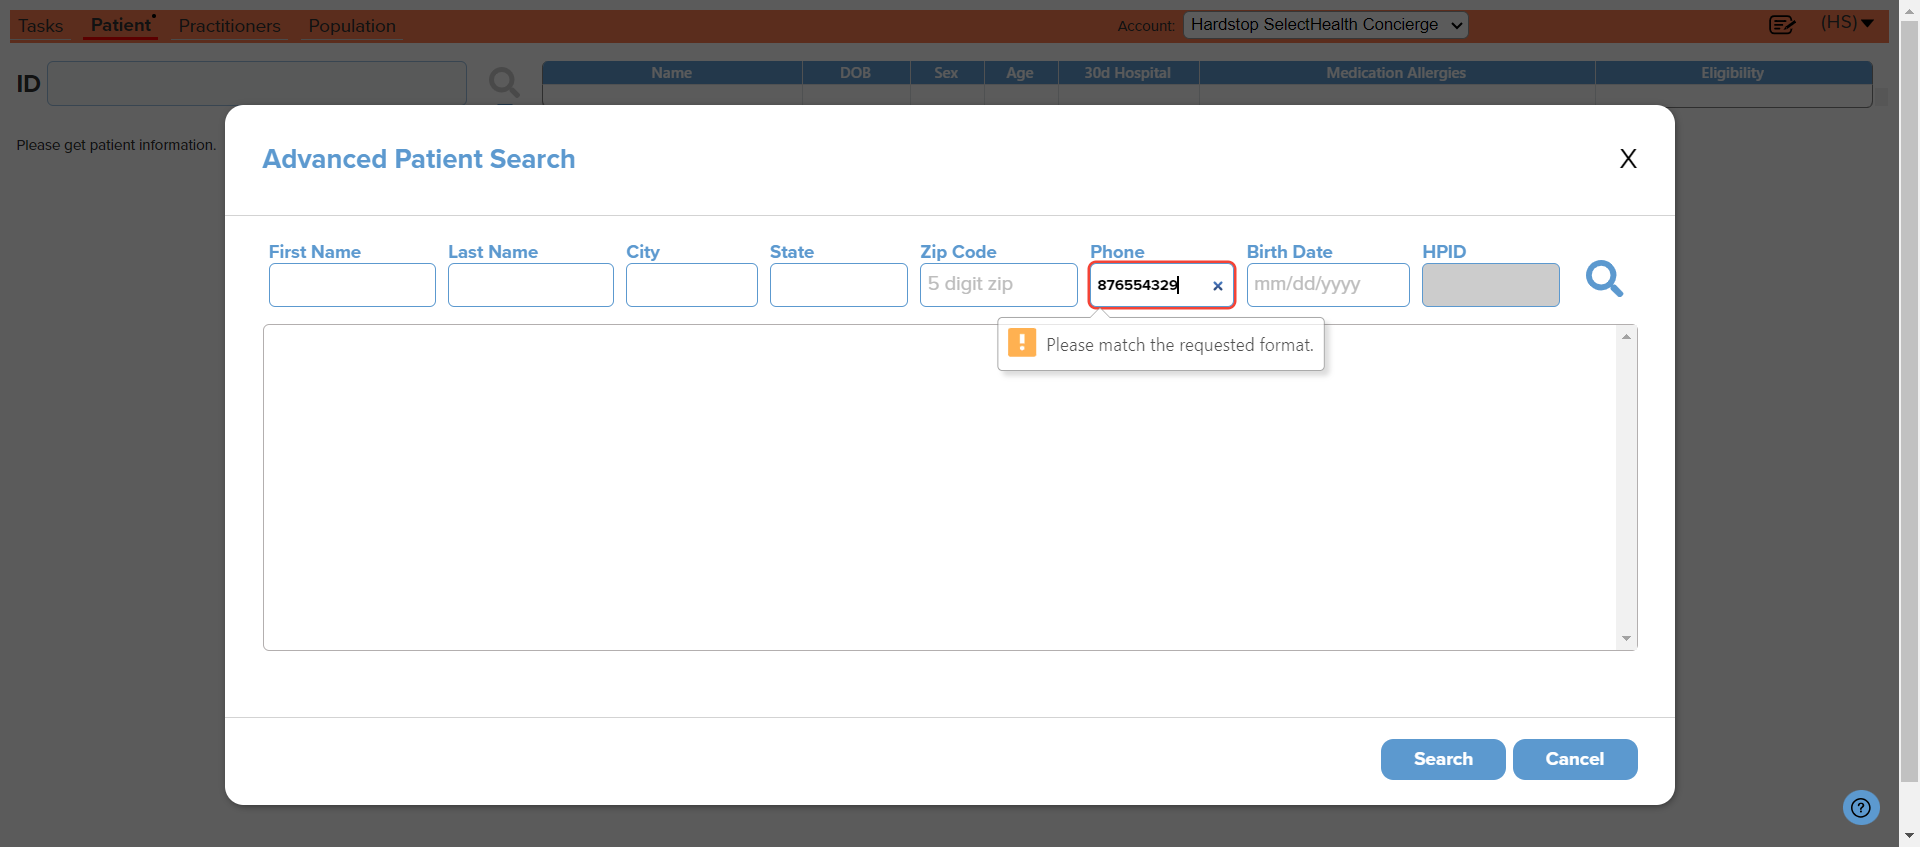 Tasks Patient Practitioners Population Account: Hardstop SelectHealth Concierge (HS)
ID
Name DOB Sex Age 30d Hospital Medication Allergies Eligibility
Please get patient information.
Advanced Patient Search X
First Name Last Name City State Zip Code Phone Birth Date HPID
5 digit zip 876554329 × mm/dd/yyyy
! Please match the requested format.
Search Cancel
?